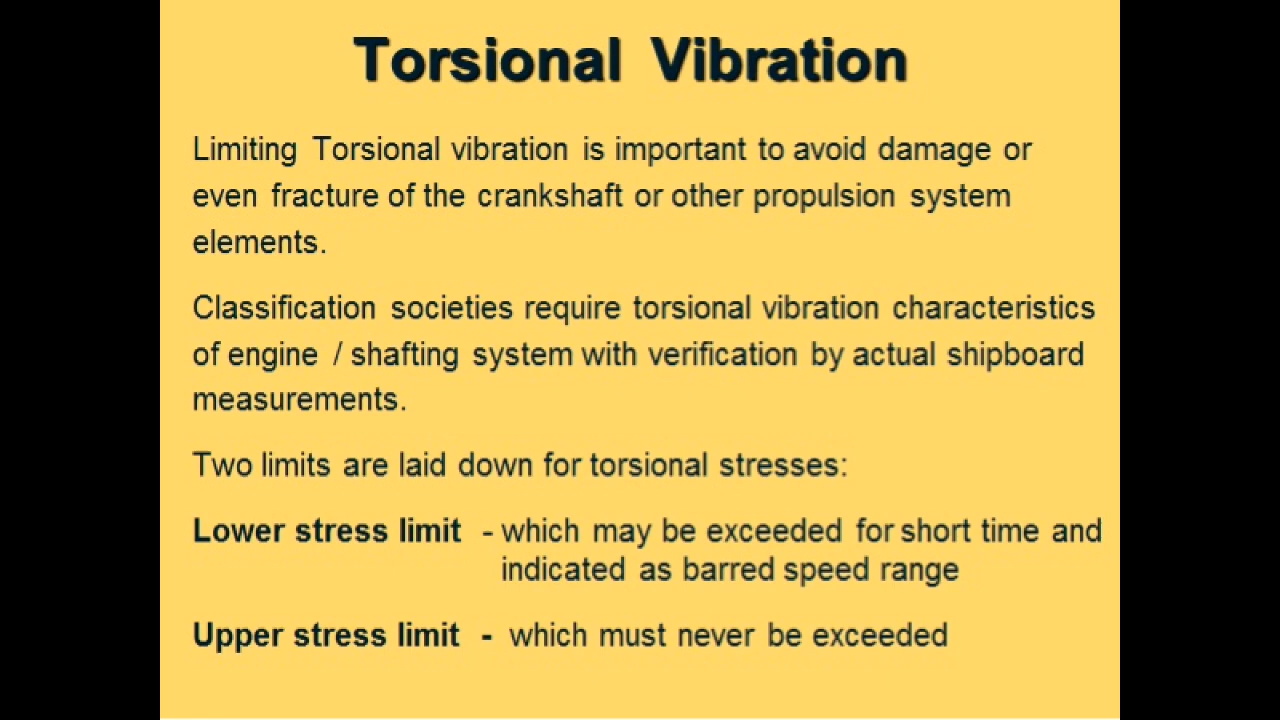 Torsional Vibration
Limiting Torsional vibration is important to avoid damage or
even fracture of the crankshaft or other propulsion system
elements.
Classification societies require torsional vibration characteristics
of engine / shafting system with verification by actual shipboard
measurements.
Two limits are laid down for torsional stresses:
Lower stress limit - which may be exceeded for short time and
indicated as barred speed range
Upper stress limit - which must never be exceeded